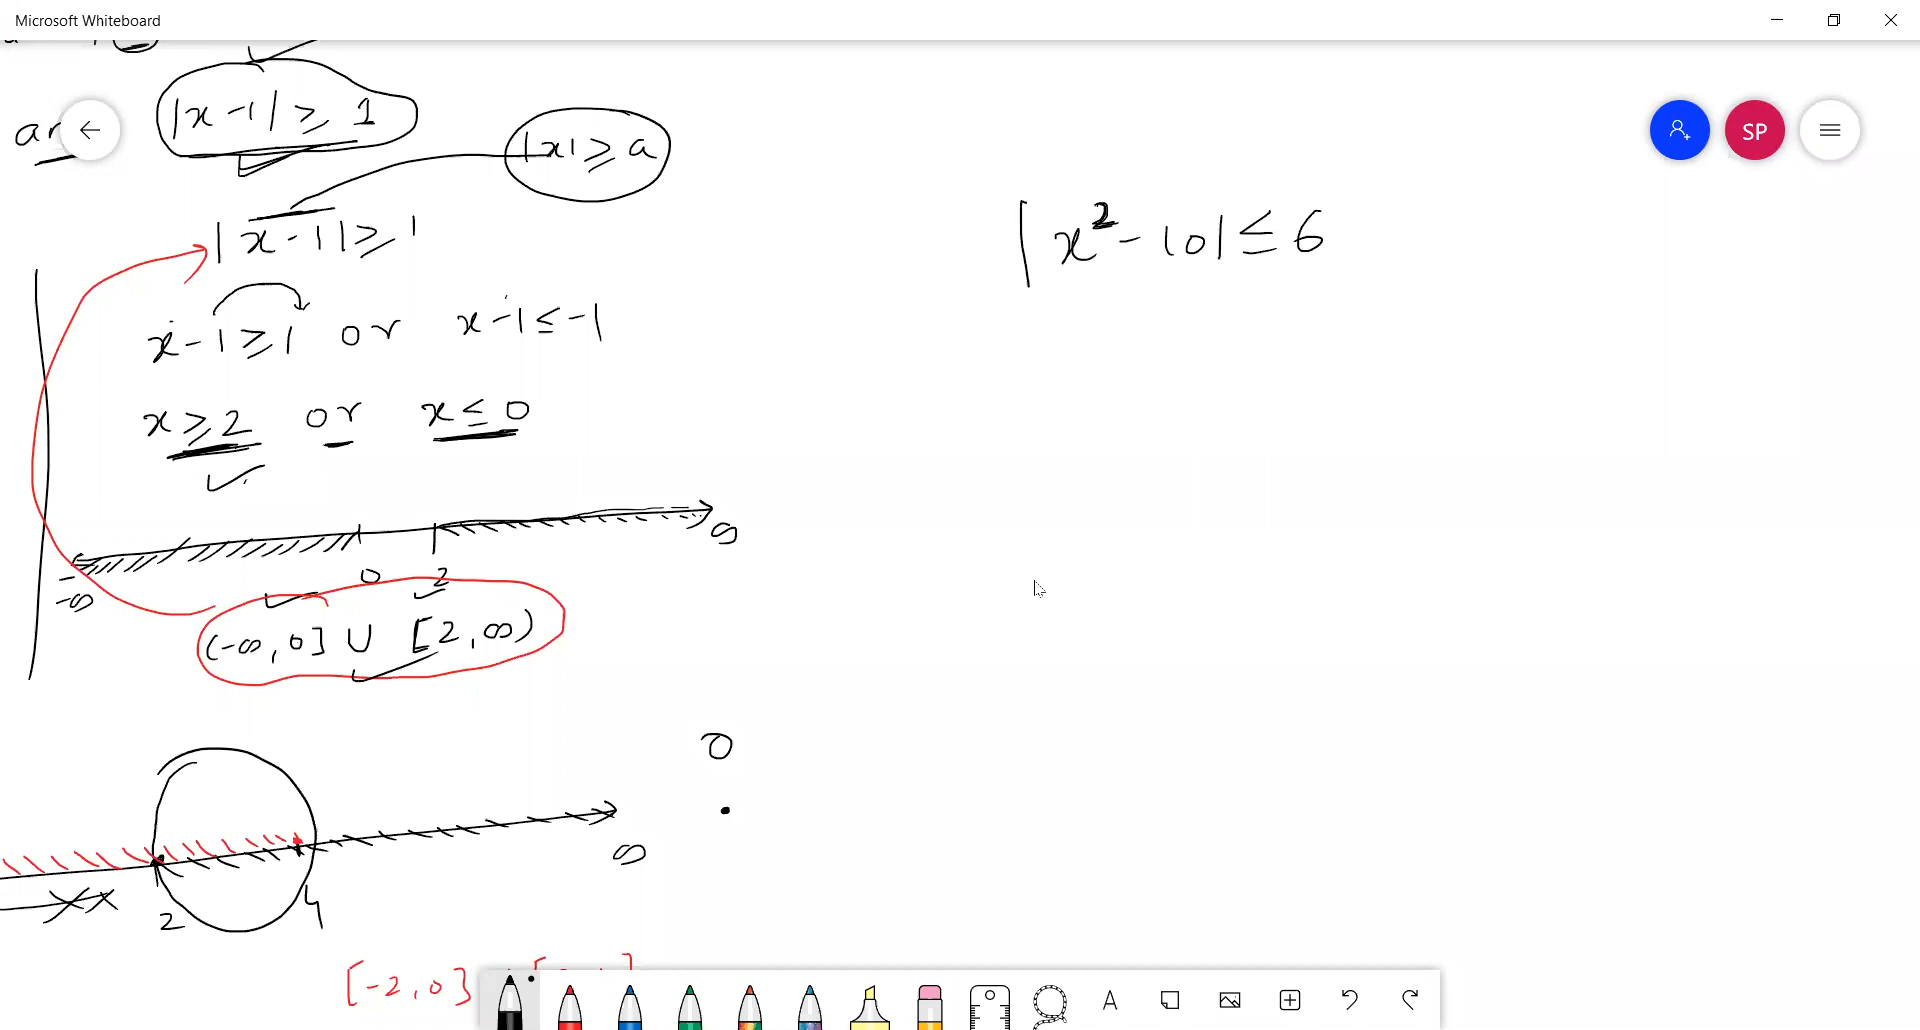 Microsoft Whiteboard
|x-1| ≥ 1
|x| ≥ a
SP
|x-1| ≥ 1
|x²-10| ≤ 6
x-1 ≥ 1 or x-1 ≤ -1
x ≥ 2 or x ≤ 0
∞
0 2
-∞
(-∞, 0] ∪ [2, ∞)
0
∞
2 4
[-2, 0]